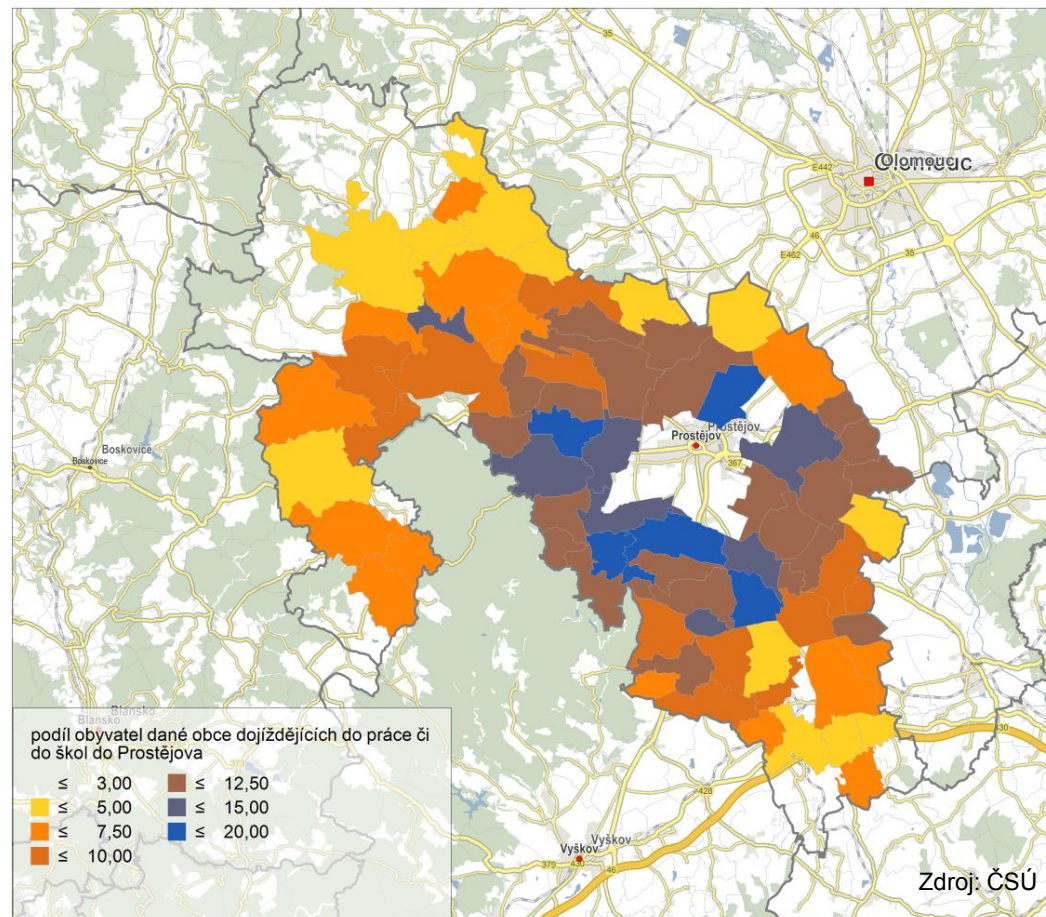 35
E442
Olomouc
Olomouc
46
35
E462
Prostějov
Prostějov
367
Boskovice
Boskovice
Blansko
Blansko
podíl obyvatel dané obce dojíždějících do práce či
do škol do Prostějova
≤ 3,00
≤ 5,00
≤ 7,50
≤ 10,00
≤ 12,50
≤ 15,00
≤ 20,00
430
428
Vyškov
Vyškov
370
430
46
Zdroj: ČSÚ